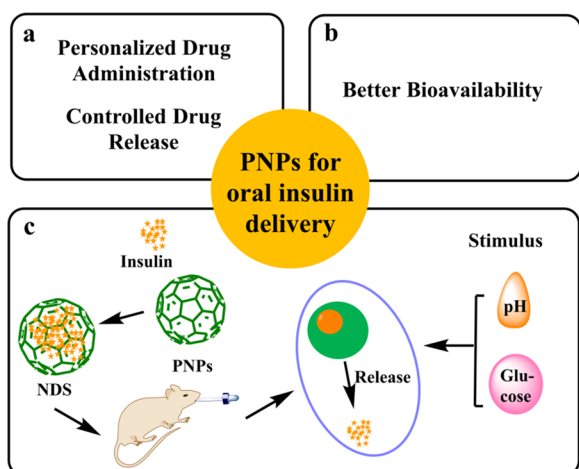 a
Personalized Drug
Administration
Controlled Drug
Release
b
Better Bioavailability
PNPs for
oral insulin
delivery
c
Insulin
NDS
PNPs
Release
Stimulus
pH
Glu-
cose